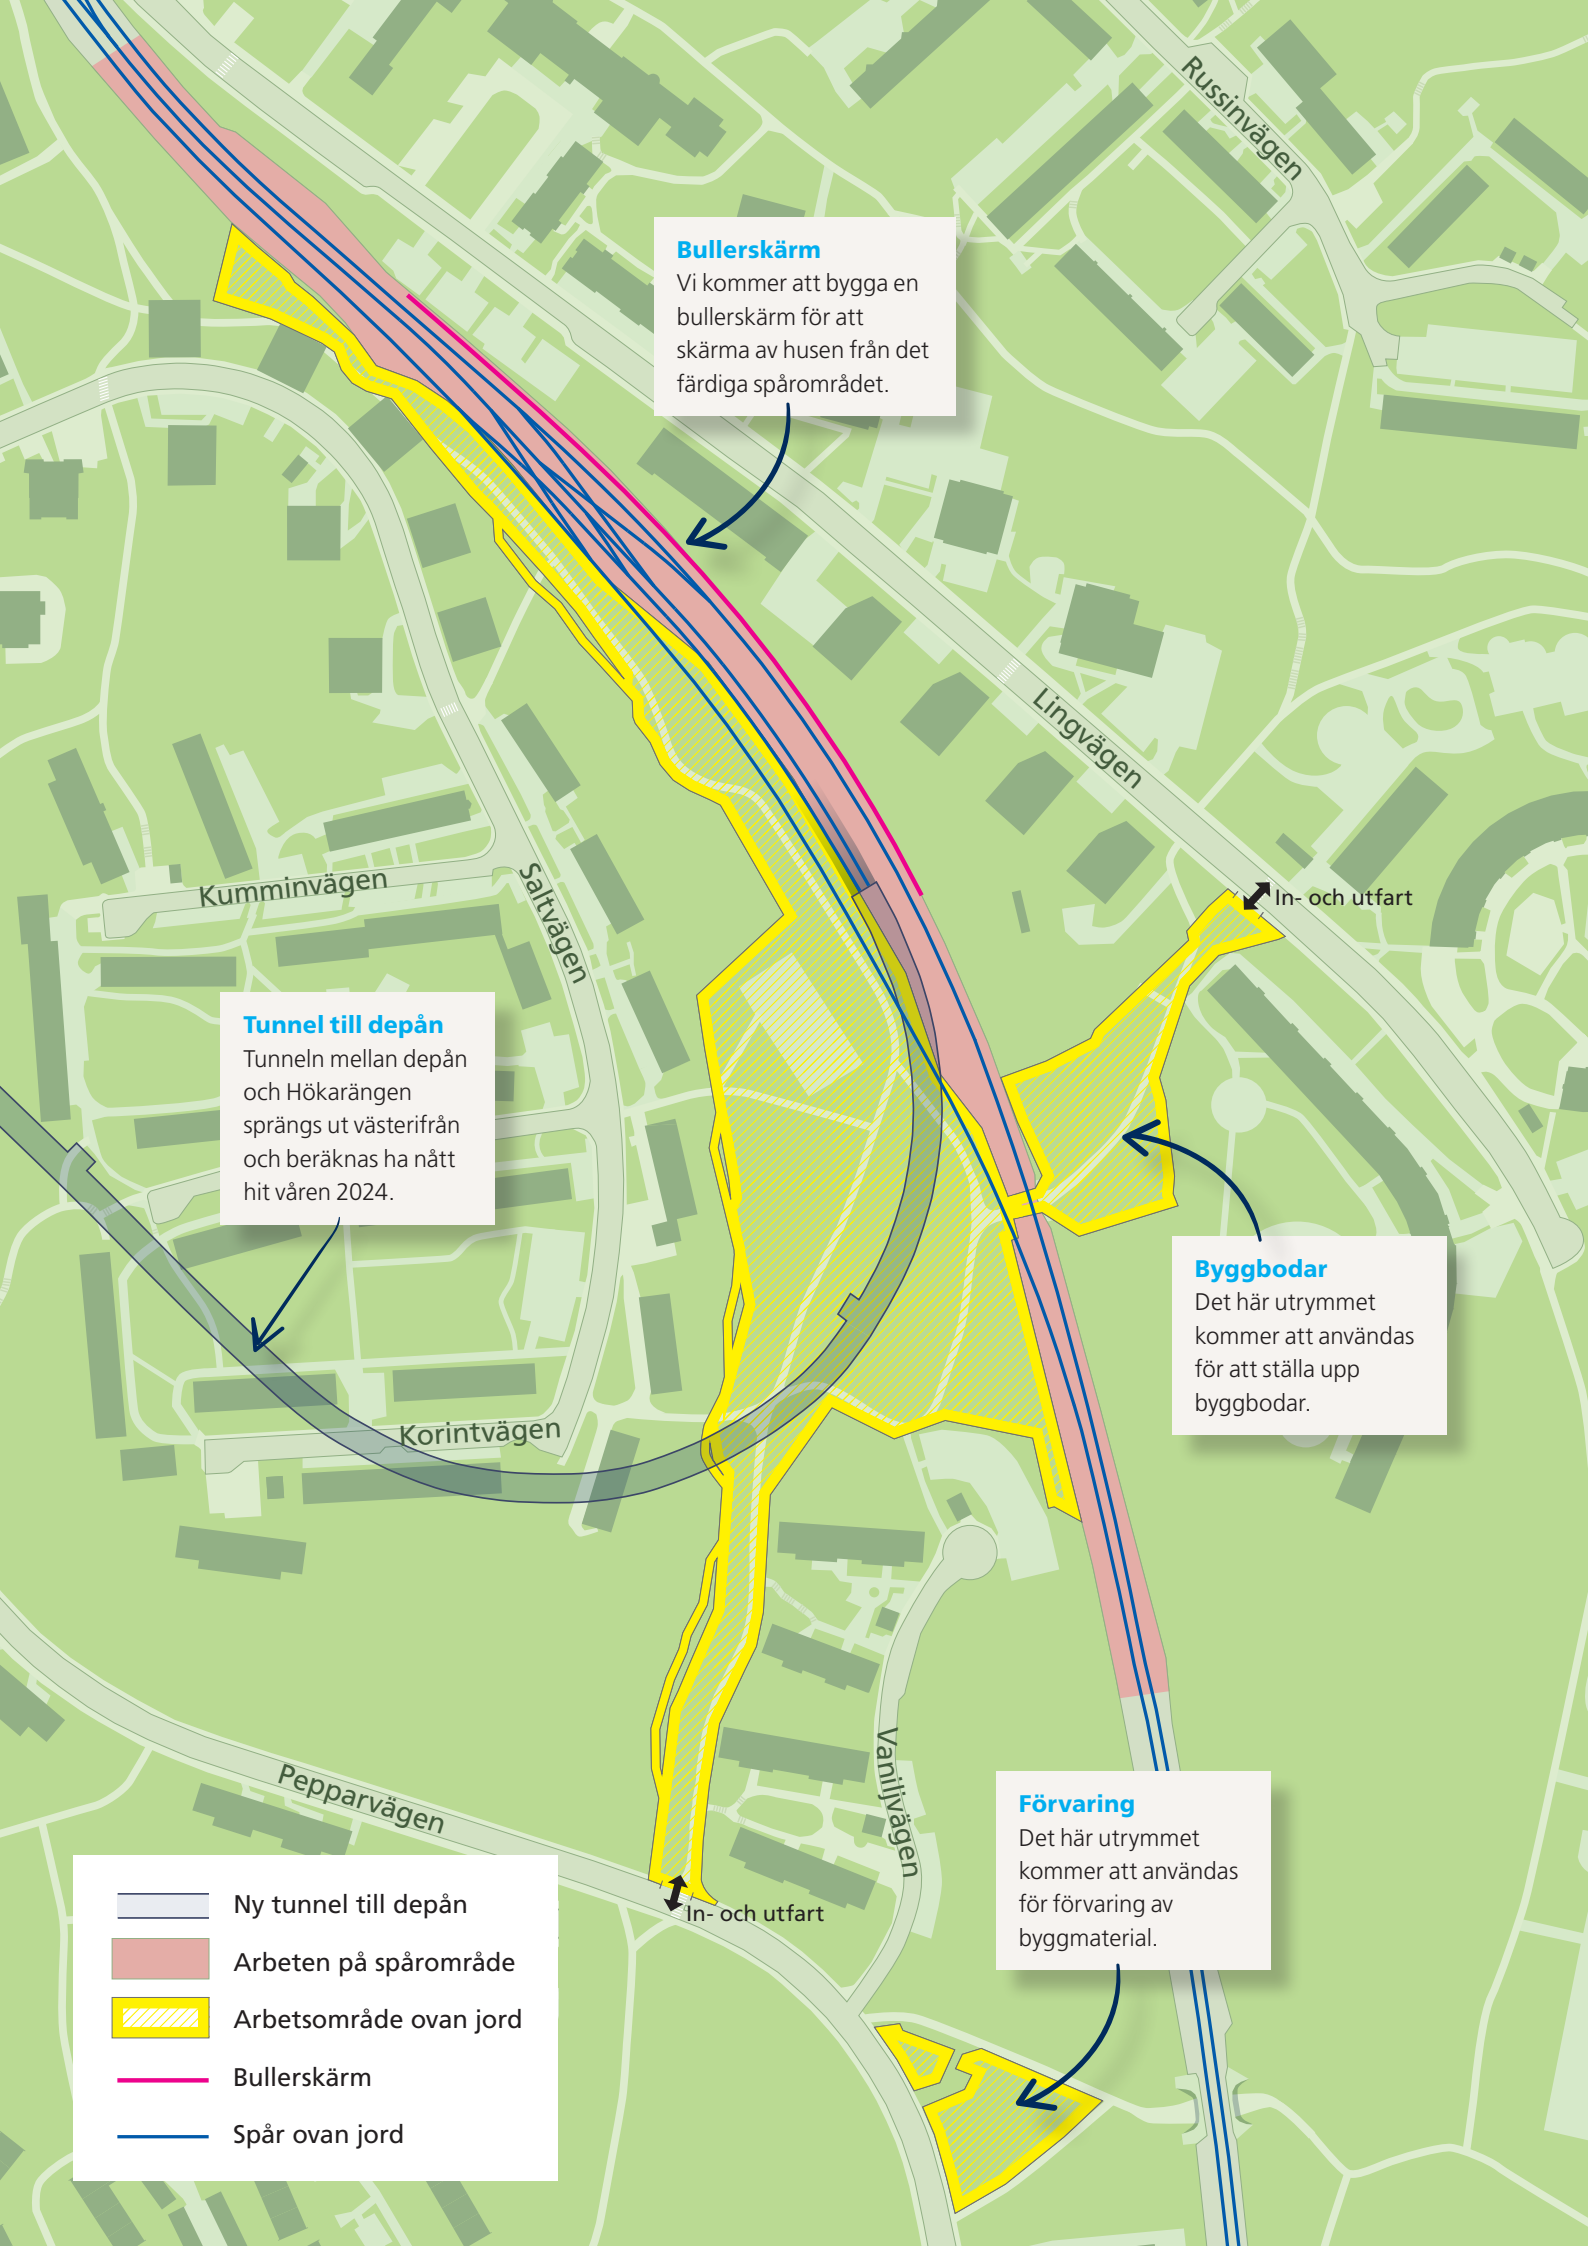 Russinvägen
Bullerskärm
Vi kommer att bygga en
bullerskärm för att
skärma av husen från det
färdiga spårområdet.
Lingvägen
Kumminvägen
Saltvägen
In- och utfart
Tunnel till depån
Tunneln mellan depån
och Hökarängen
sprängs ut västerifrån
och beräknas ha nått
hit våren 2024.
Byggbodar
Det här utrymmet
kommer att användas
för att ställa upp
byggbodar.
Korintvägen
Pepparvägen
Vaniljvägen
Förvaring
Det här utrymmet
kommer att användas
för förvaring av
byggmaterial.
In- och utfart
Ny tunnel till depån
Arbeten på spårområde
Arbetsområde ovan jord
Bullerskärm
Spår ovan jord